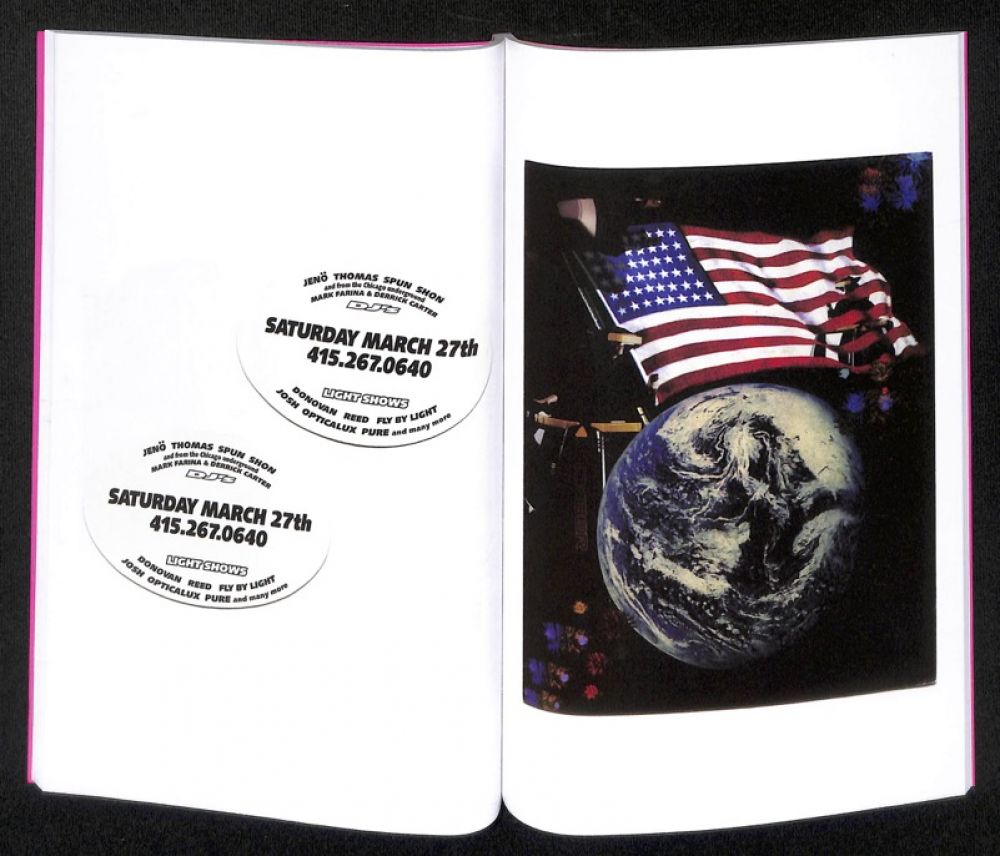 JENÖ THOMAS SPUN SHON
and from the Chicago underground
MARK FARINA & DERRICK CARTER
DJ's
SATURDAY MARCH 27th
415.267.0640
LIGHT SHOWS
DONOVAN REED FLY BY LIGHT
JOSH OPTICALUX PURE and many more
JENÖ THOMAS SPUN SHON
and from the Chicago underground
MARK FARINA & DERRICK CARTER
DJ's
SATURDAY MARCH 27th
415.267.0640
LIGHT SHOWS
DONOVAN REED FLY BY LIGHT
JOSH OPTICALUX PURE and many more